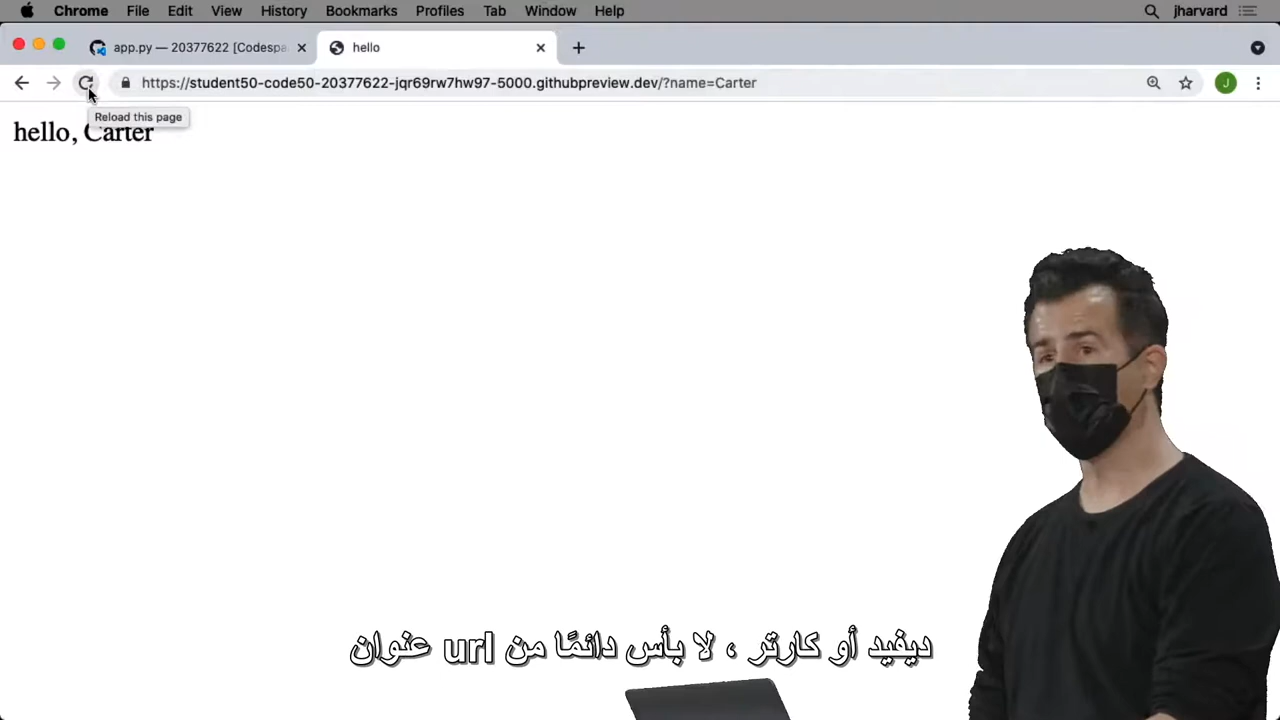 Chrome File Edit View History Bookmarks Profiles Tab Window Help jharvard
app.py — 20377622 [Codespa hello
https://student50-code50-20377622-jqr69rw7hw97-5000.githubpreview.dev/?name=Carter J
Reload this page
hello, Carter
ديفيد أو كارتر ، لا بأس دائمًا من url عنوان